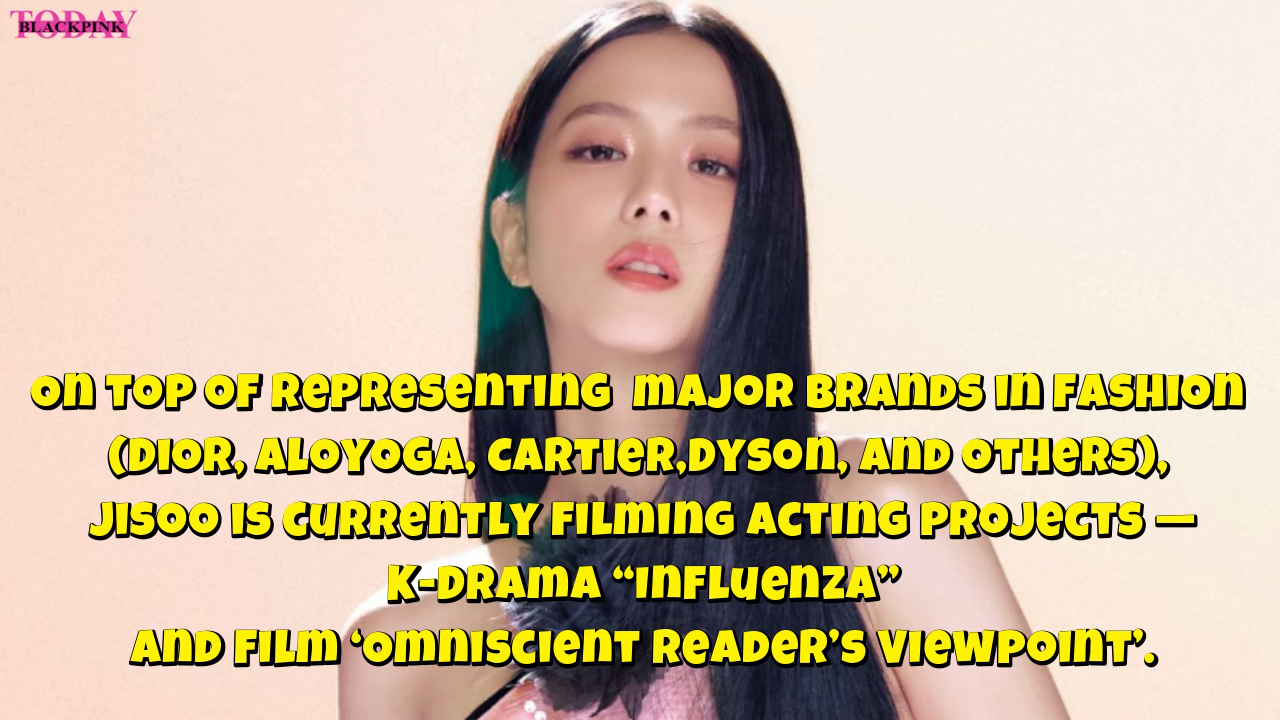 TODAY
BLACKPINK
On top of representing  major brands in fashion
(Dior, AloYoga, Cartier,Dyson, and others),
Jisoo is currently filming acting projects —
K-Drama “Influenza”
and film ‘Omniscient Reader’s Viewpoint’.